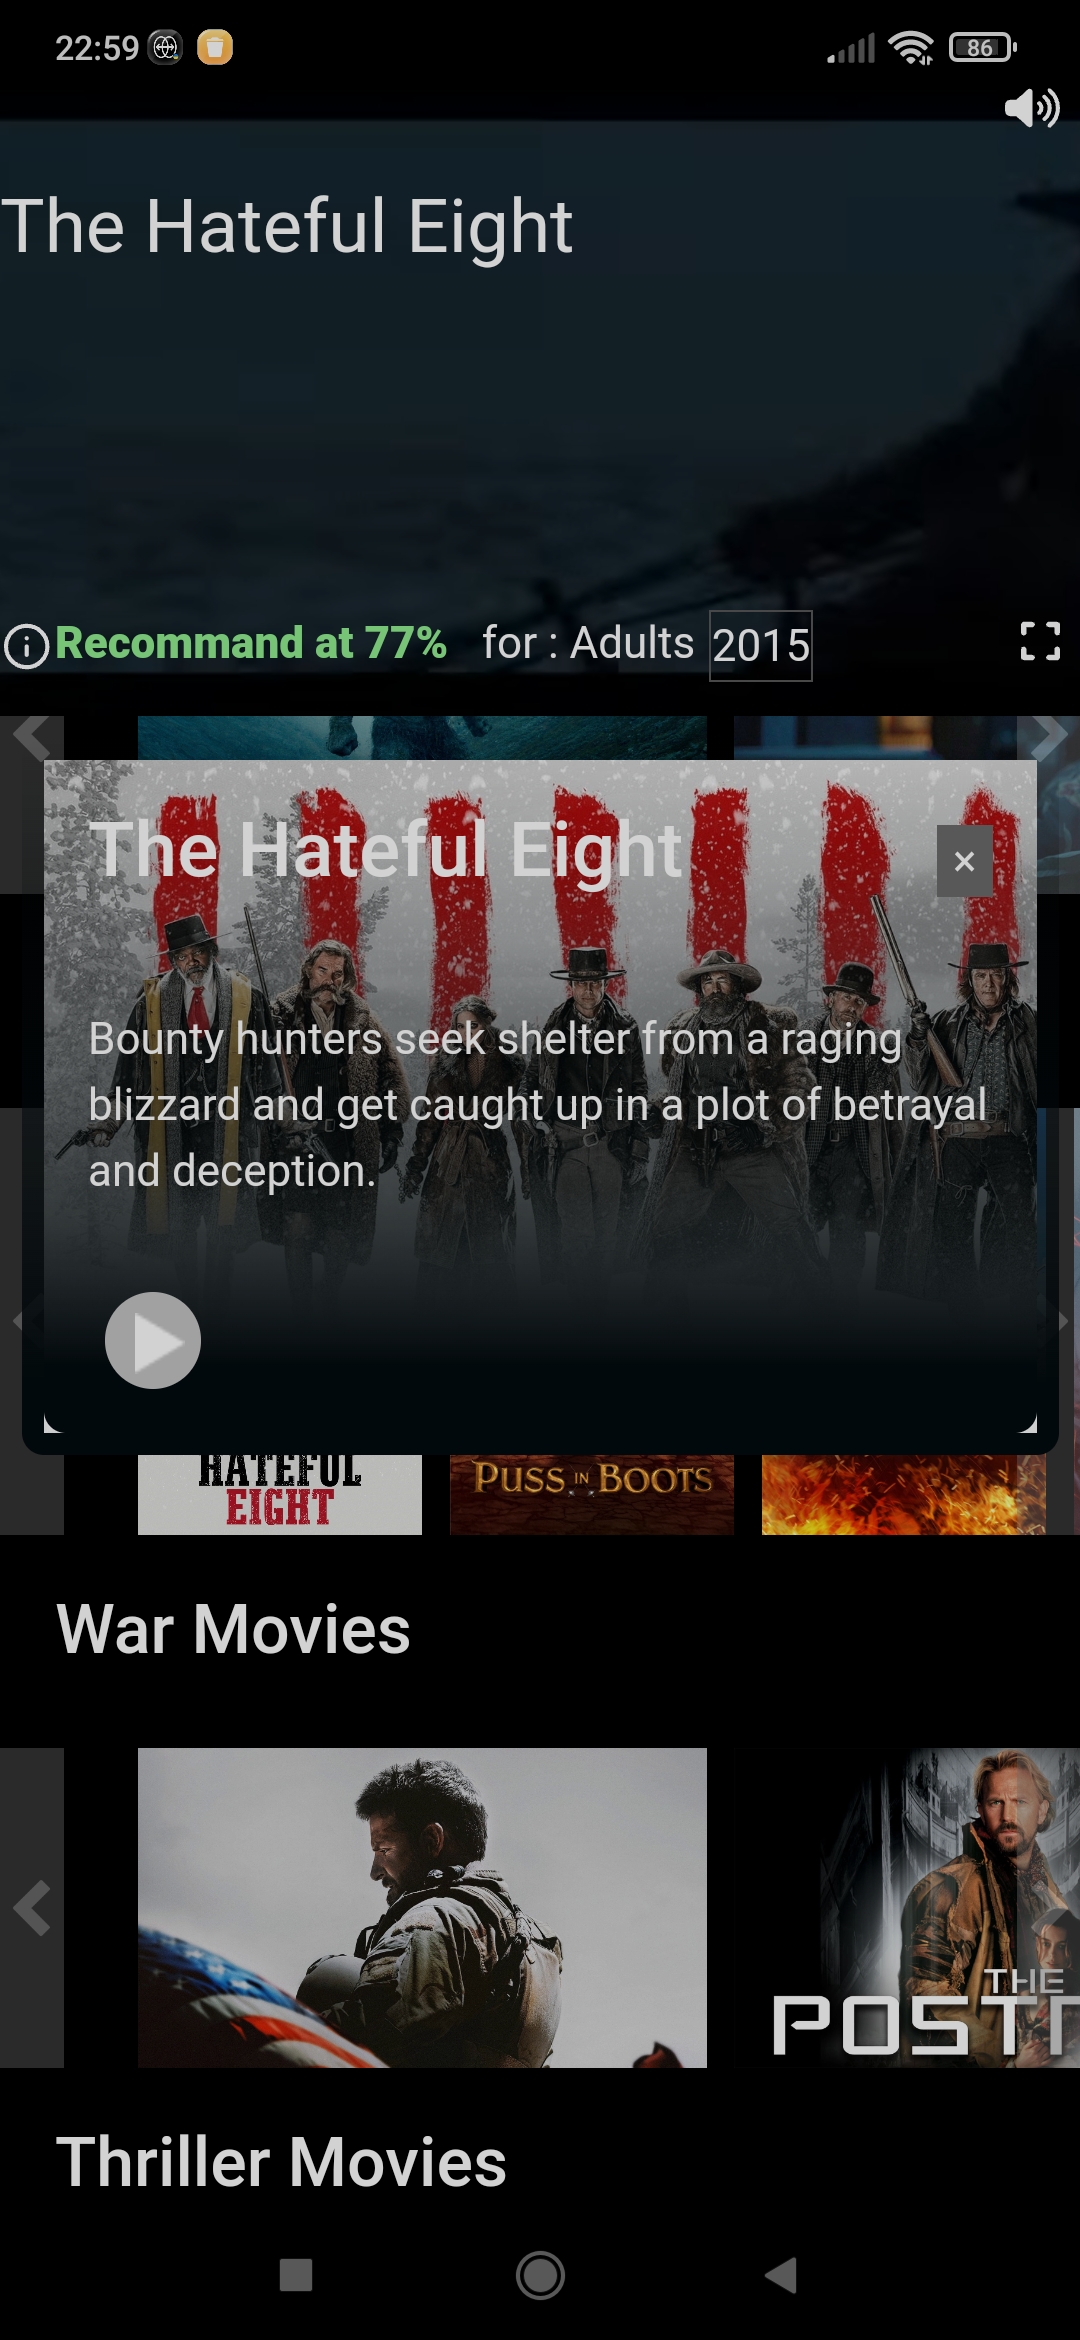 22:59
86
The Hateful Eight
Recommand at 77% for : Adults 2015
The Hateful Eight
×
Bounty hunters seek shelter from a raging
blizzard and get caught up in a plot of betrayal
and deception.
HATEFUL
EIGHT
PUSS IN BOOTS
War Movies
THE
Thriller Movies